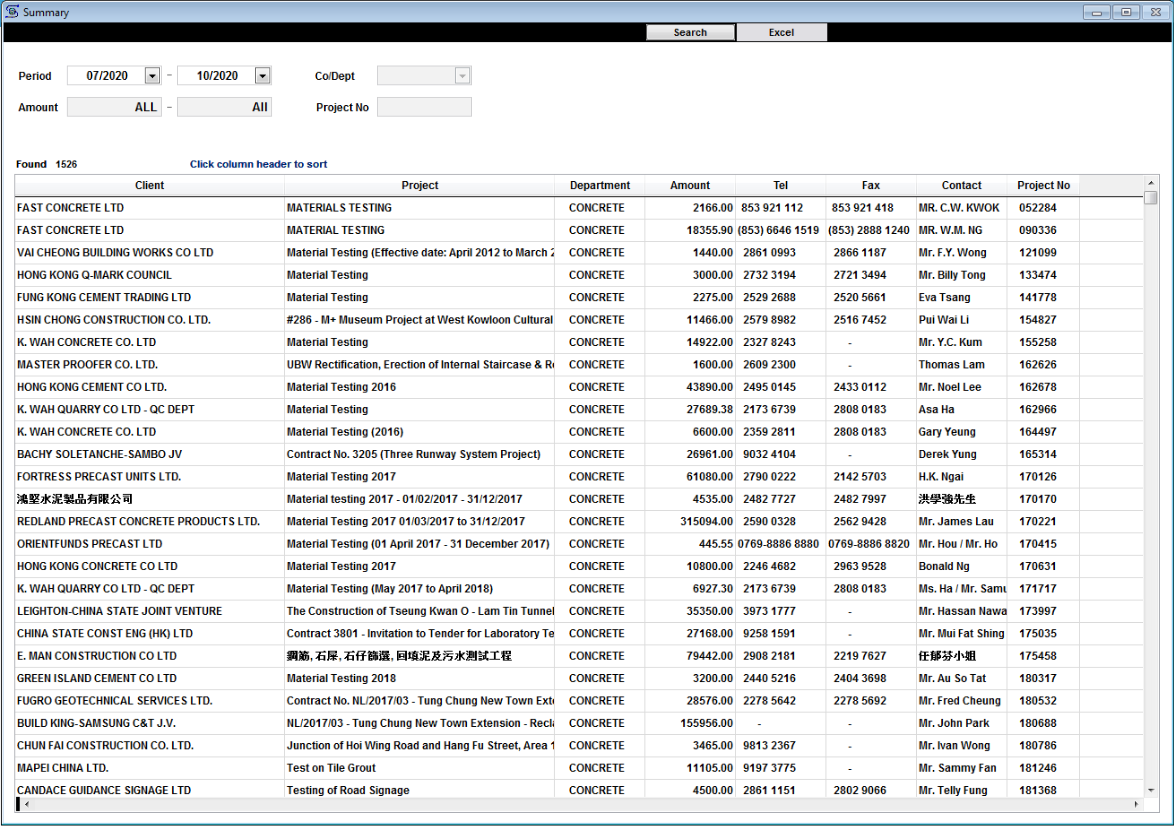 Summary
Search Excel
Period 07/2020 - 10/2020 Co/Dept
Amount ALL - All Project No
Found 1526 Click column header to sort
Client Project Department Amount Tel Fax Contact Project No
FAST CONCRETE LTD MATERIALS TESTING CONCRETE 2166.00 853 921 112 853 921 418 MR. C.W. KWOK 052284
FAST CONCRETE LTD MATERIAL TESTING CONCRETE 18355.90 (853) 6646 1519 (853) 2888 1240 MR. W.M. NG 090336
VAI CHEONG BUILDING WORKS CO LTD Material Testing (Effective date: April 2012 to March 2 CONCRETE 1440.00 2861 0993 2866 1187 Mr. F.Y. Wong 121099
HONG KONG Q-MARK COUNCIL Material Testing CONCRETE 3000.00 2732 3194 2721 3494 Mr. Billy Tong 133474
FUNG KONG CEMENT TRADING LTD Material Testing CONCRETE 2275.00 2529 2688 2520 5661 Eva Tsang 141778
HSIN CHONG CONSTRUCTION CO. LTD. #286 - M+ Museum Project at West Kowloon Cultural CONCRETE 11466.00 2579 8982 2516 7452 Pui Wai Li 154827
K. WAH CONCRETE CO. LTD Material Testing CONCRETE 14922.00 2327 8243 - Mr. Y.C. Kum 155258
MASTER PROOFER CO. LTD. UBW Rectification, Erection of Internal Staircase & Re CONCRETE 1600.00 2609 2300 - Thomas Lam 162626
HONG KONG CEMENT CO LTD. Material Testing 2016 CONCRETE 43890.00 2495 0145 2433 0112 Mr. Noel Lee 162678
K. WAH QUARRY CO LTD - QC DEPT Material Testing CONCRETE 27689.38 2173 6739 2808 0183 Asa Ha 162966
K. WAH CONCRETE CO. LTD Material Testing (2016) CONCRETE 6600.00 2359 2811 2808 0183 Gary Yeung 164497
BACHY SOLETANCHE-SAMBO JV Contract No. 3205 (Three Runway System Project) CONCRETE 26961.00 9032 4104 - Derek Yung 165314
FORTRESS PRECAST UNITS LTD. Material Testing 2017 CONCRETE 61080.00 2790 0222 2142 5703 H.K. Ngai 170126
鴻堅水泥製品有限公司 Material testing 2017 - 01/02/2017 - 31/12/2017 CONCRETE 4535.00 2482 7727 2482 7997 洪學強先生 170170
REDLAND PRECAST CONCRETE PRODUCTS LTD. Material Testing 2017 01/03/2017 to 31/12/2017 CONCRETE 315094.00 2590 0328 2562 9428 Mr. James Lau 170221
ORIENTFUNDS PRECAST LTD Material Testing (01 April 2017 - 31 December 2017) CONCRETE 445.55 0769-8886 8880 0769-8886 8820 Mr. Hou / Mr. Ho 170415
HONG KONG CONCRETE CO LTD Material Testing 2017 CONCRETE 10800.00 2246 4682 2963 9528 Bonald Ng 170631
K. WAH QUARRY CO LTD - QC DEPT Material Testing (May 2017 to April 2018) CONCRETE 6927.30 2173 6739 2808 0183 Ms. Ha / Mr. Samu 171717
LEIGHTON-CHINA STATE JOINT VENTURE The Construction of Tseung Kwan O - Lam Tin Tunnel CONCRETE 35350.00 3973 1777 - Mr. Hassan Nawa 173997
CHINA STATE CONST ENG (HK) LTD Contract 3801 - Invitation to Tender for Laboratory Te CONCRETE 27168.00 9258 1591 - Mr. Mui Fat Shing 175035
E. MAN CONSTRUCTION CO LTD 鋼筋, 石屎, 石仔篩選, 回填泥及污水測試工程 CONCRETE 79442.00 2908 2181 2219 7627 任郁芬小姐 175458
GREEN ISLAND CEMENT CO LTD Material Testing 2018 CONCRETE 3200.00 2440 5216 2404 3698 Mr. Au So Tat 180317
FUGRO GEOTECHNICAL SERVICES LTD. Contract No. NL/2017/03 - Tung Chung New Town Exte CONCRETE 28576.00 2278 5642 2278 5692 Mr. Fred Cheung 180532
BUILD KING-SAMSUNG C&T J.V. NL/2017/03 - Tung Chung New Town Extension - Recla CONCRETE 155956.00 - - Mr. John Park 180688
CHUN FAI CONSTRUCTION CO. LTD. Junction of Hoi Wing Road and Hang Fu Street, Area 1 CONCRETE 3465.00 9813 2367 - Mr. Ivan Wong 180786
MAPEI CHINA LTD. Test on Tile Grout CONCRETE 11105.00 9197 3775 - Mr. Sammy Fan 181246
CANDACE GUIDANCE SIGNAGE LTD Testing of Road Signage CONCRETE 4500.00 2861 1151 2802 9066 Mr. Telly Fung 181368